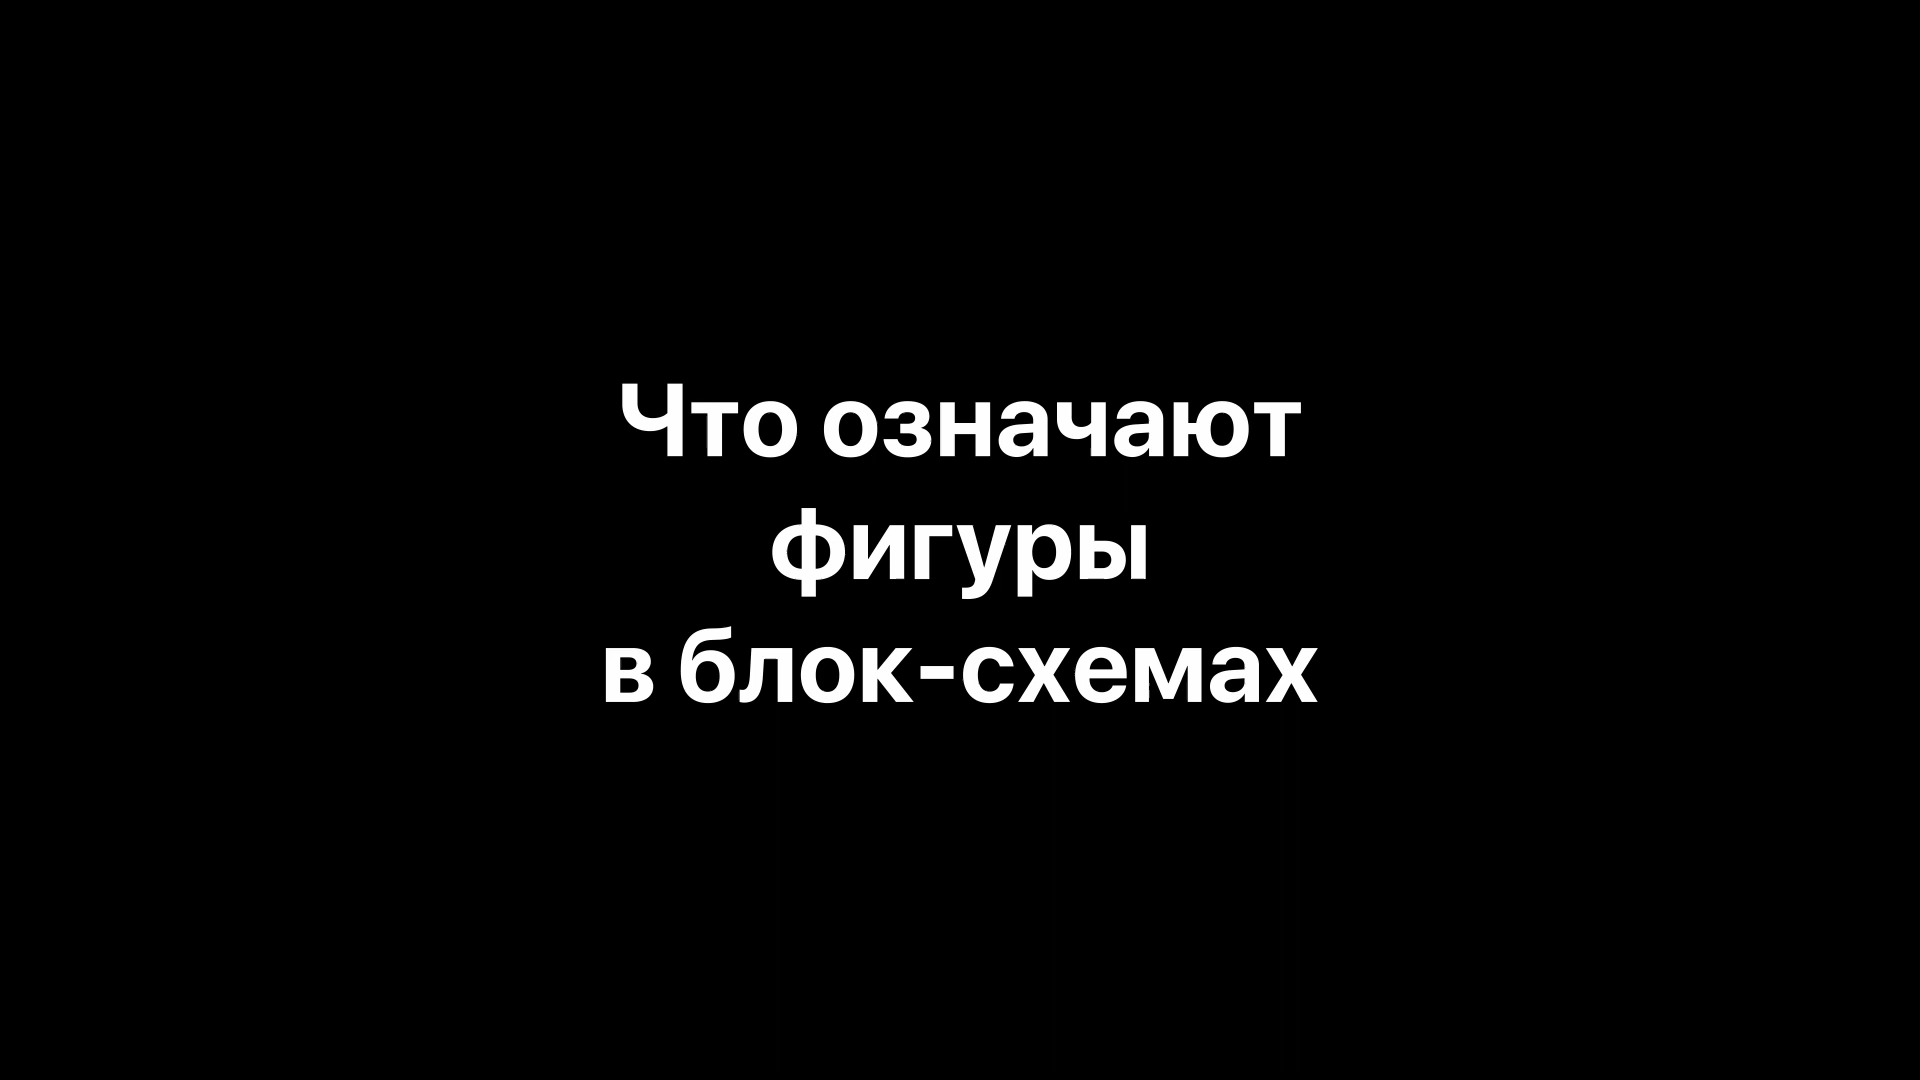 Что означают
фигуры
в блок-схемах